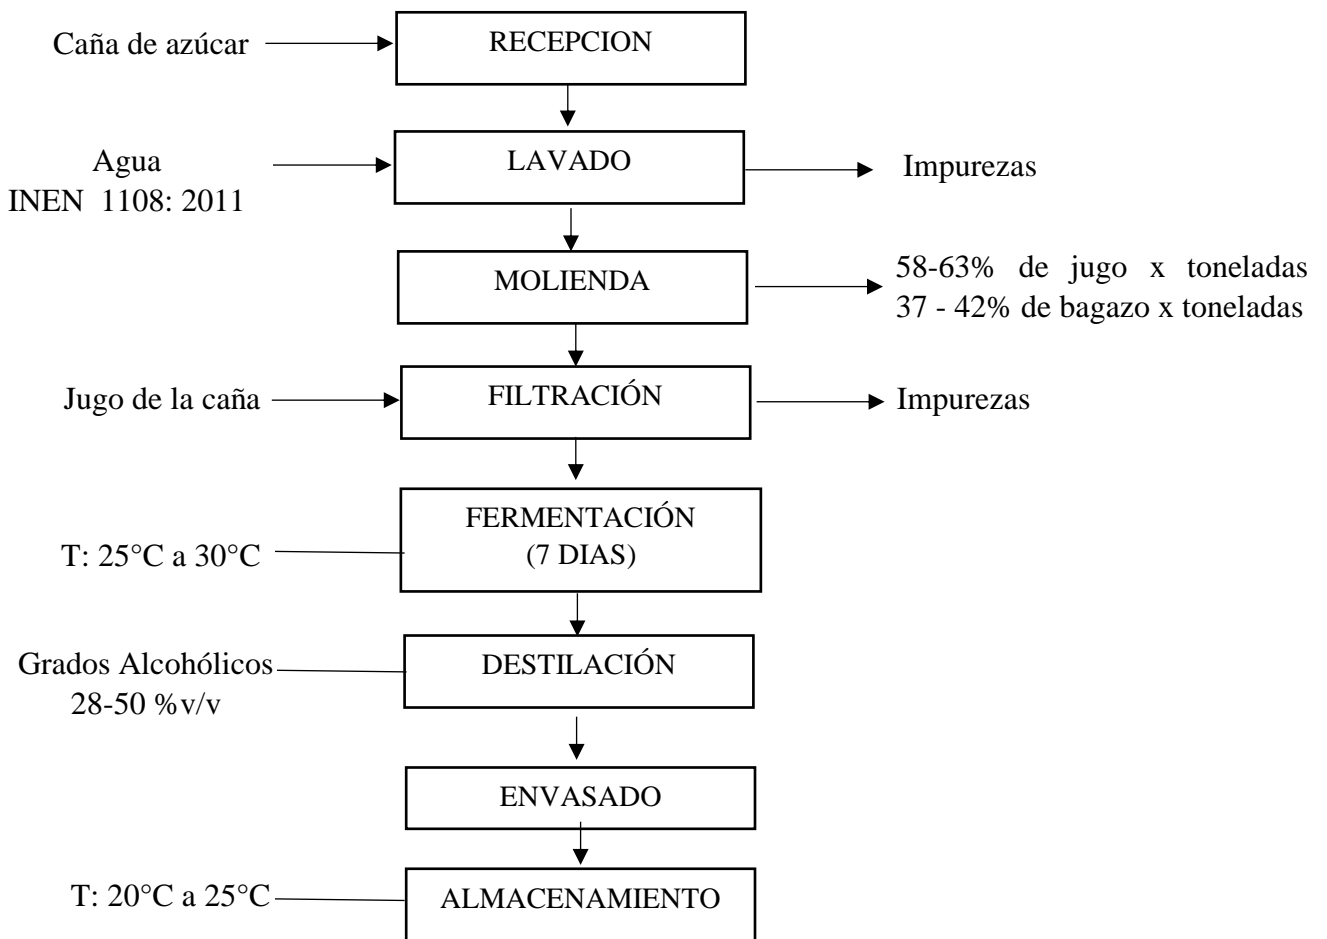 Caña de azúcar
RECEPCION
Agua
INEN 1108: 2011
LAVADO
Impurezas
MOLIENDA
58-63% de jugo x toneladas
37 - 42% de bagazo x toneladas
Jugo de la caña
FILTRACIÓN
Impurezas
T: 25°C a 30°C
FERMENTACIÓN
(7 DIAS)
Grados Alcohólicos
28-50 %v/v
DESTILACIÓN
ENVASADO
T: 20°C a 25°C
ALMACENAMIENTO